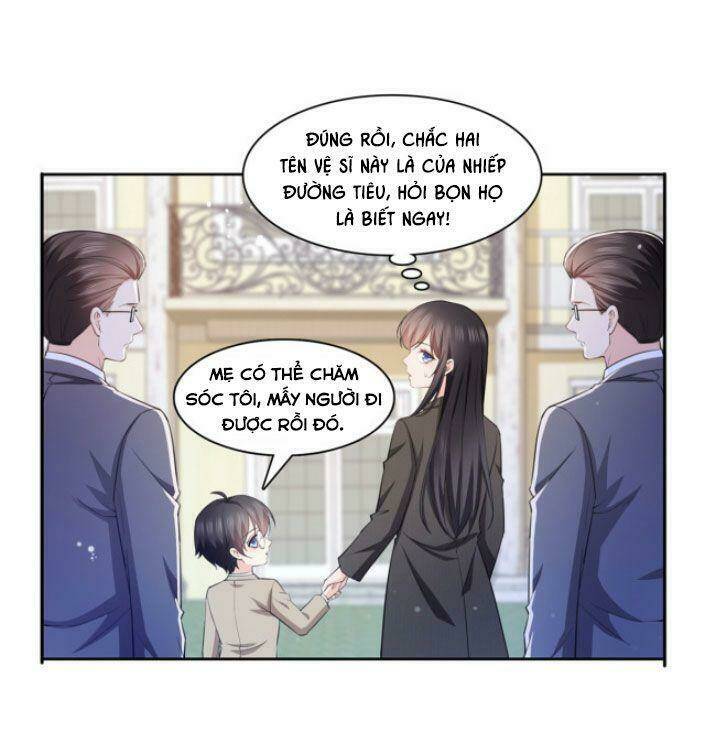 ĐÚNG RỒI, CHẮC HAI
TÊN VỆ SĨ NÀY LÀ CỦA NHIẾP
ĐƯỜNG TIÊU, HỎI BỌN HỌ
LÀ BIẾT NGAY!
MẸ CÓ THỂ CHĂM
SÓC TÔI, MẤY NGƯỜI ĐI
ĐƯỢC RỒI ĐÓ.